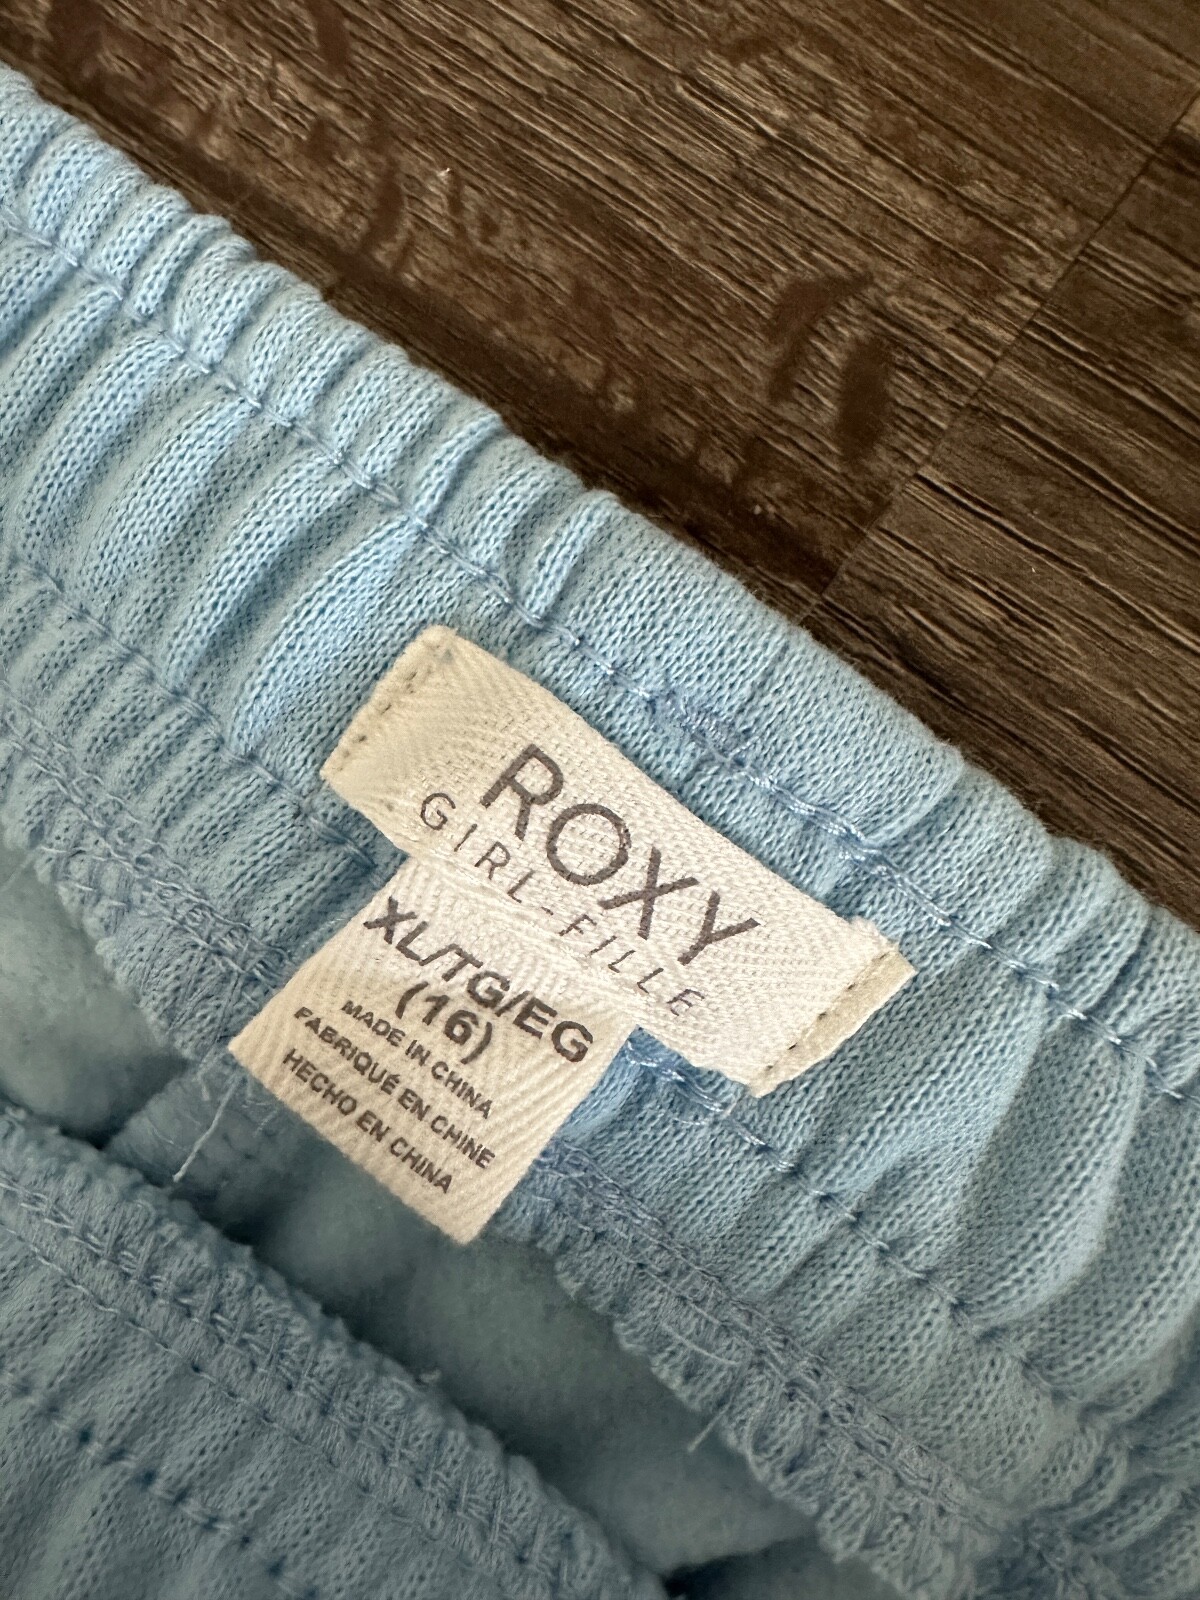 ROXY
GIRL-FILLE
XL/TG/EG
(16)
MADE IN CHINA
FABRIQUÉ EN CHINE
HECHO EN CHINA